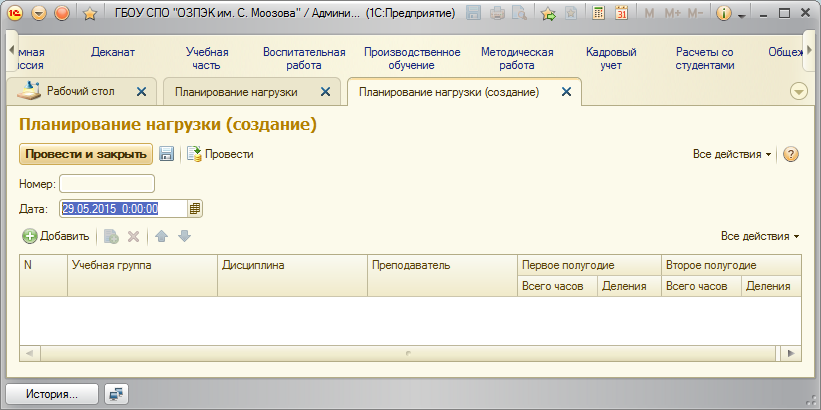 ГБОУ СПО "ОЗПЭК им. С. Моозова" / Админи... (1С:Предприятие)
M M+ M-
мная Деканат Учебная Воспитательная Производственное Методическая Кадровый Расчеты со Общеж
иссия часть работа обучение работа учет студентами
Рабочий стол Планирование нагрузки Планирование нагрузки (создание)
Планирование нагрузки (создание)
Провести и закрыть Провести Все действия
Номер:
Дата: 29.05.2015 0:00:00
Добавить Все действия
N Учебная группа Дисциплина Преподаватель Первое полугодие Второе полугодие
Всего часов Деления Всего часов Деления
История...